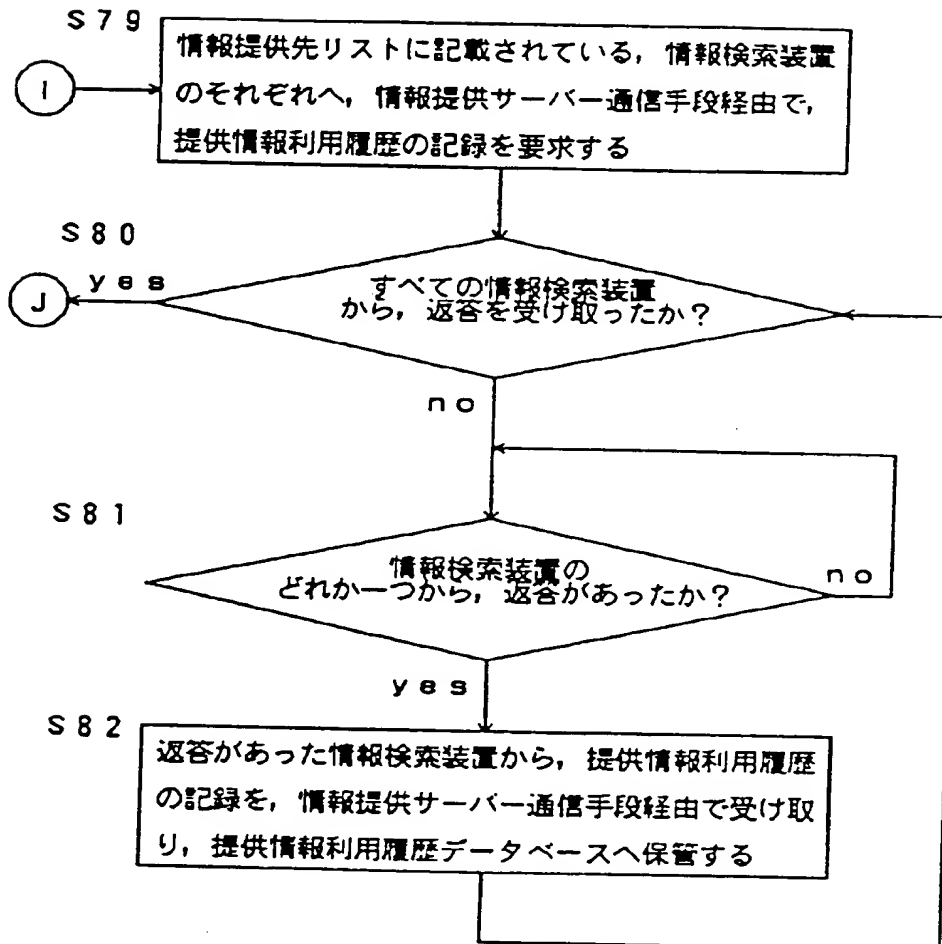 S79
情報提供先リストに記載されている，情報検索装置
I
のそれぞれへ，情報提供サーバー通信手段経由で，
提供情報利用履歴の記録を要求する
S80
yes
J
すべての情報検索装置
から，返答を受け取ったか？
no
S81
情報検索装置の
どれか一つから，返答があったか？
no
yes
S82
返答があった情報検索装置から，提供情報利用履歴
の記録を，情報提供サーバー通信手段経由で受け取
り，提供情報利用履歴データベースへ保管する